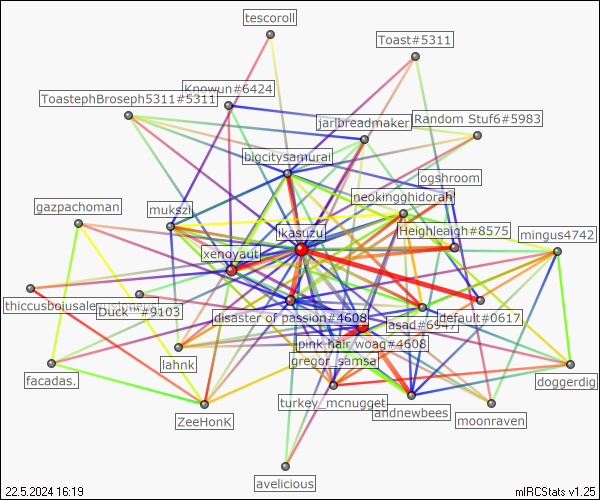 tescoroll
Toast#5311
Knowun#6424
ToastephBroseph5311#5311
jarlbreadmaker
Random Stuf6#5983
bigcitysamurai
ogshroom
neokingghidorah
gazpachoman
mukszi
ikasuzu
Heighleigh#8575
mingus4742
xenoyaut
Duck™#9103
disaster of passion#4608
default#0617
asad#6947
pink hair woag#4608
lahnk
gregor_samsa
facadas.
doggerdig
turkey_mcnugget
ZeeHonK
andnewbees
moonraven
avelicious
22.5.2024 16:19
mIRCStats v1.25